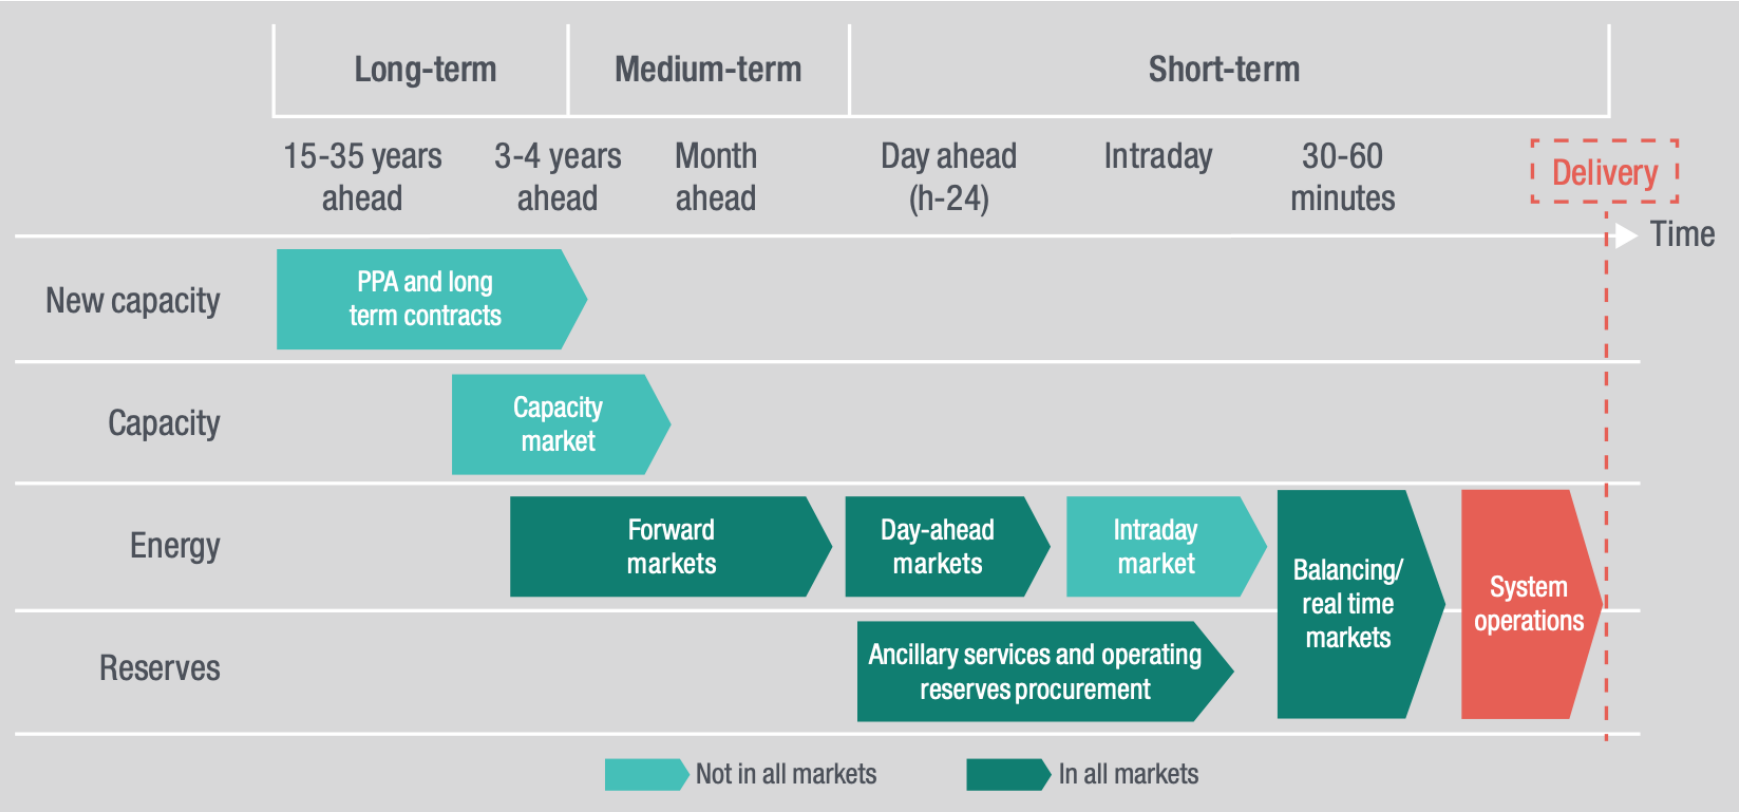 Long-term
Medium-term
Short-term
15-35 years
ahead
3-4 years
ahead
Month
ahead
Day ahead
(h-24)
Intraday
30-60
minutes
Delivery
Time
New capacity
PPA and long
term contracts
Capacity
Capacity
market
Energy
Forward
markets
Day-ahead
markets
Intraday
market
Balancing/
real time
markets
System
operations
Reserves
Ancillary services and operating
reserves procurement
Not in all markets
In all markets